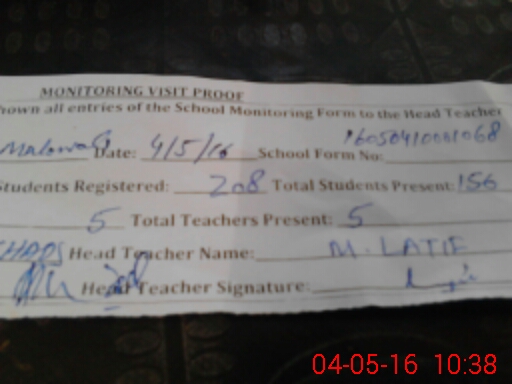 MONITORING VISIT PROOF
hown all entries of the School Monitoring Form to the Head Teacher
Date: 4/5/16 School Form No: 16050410001068
Students Registered: 208 Total Students Present: 156
5 Total Teachers Present: 5
Head Teacher Name: M. LATIF
Head Teacher Signature:
04-05-16 10:38